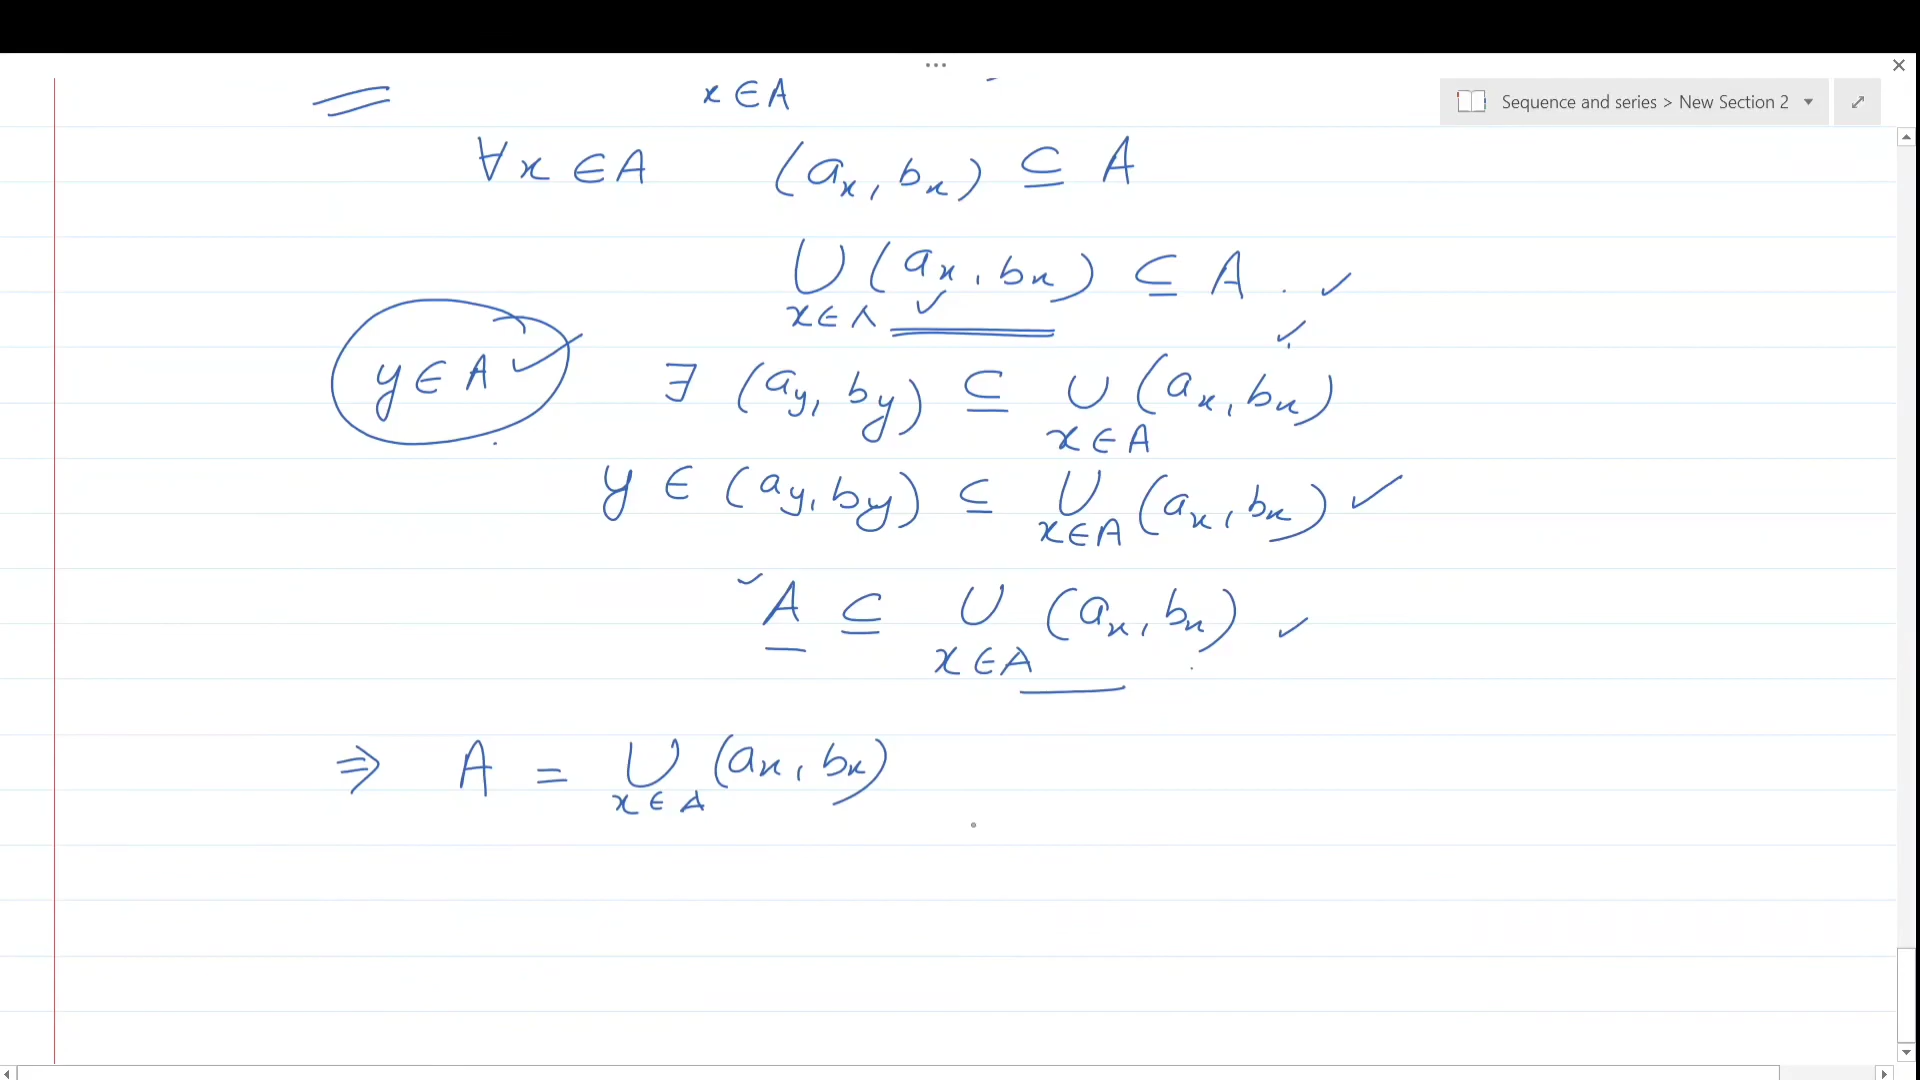 Sequence and series > New Section 2
x ∈ A
∀ x ∈ A (aₓ, bₓ) ⊆ A
∪ (aₓ, bₓ) ⊆ A . ✓
x ∈ A ✓
✓
y ∈ A ✓ ∃ (a_y, b_y) ⊆ ∪ (aₓ, bₓ)
x ∈ A
y ∈ (a_y, b_y) ⊆ ∪ (aₓ, bₓ) ✓
x ∈ A
✓ A ⊆ ∪ (aₓ, bₓ) ✓
x ∈ A
⇒ A = ∪ (aₓ, bₓ)
x ∈ A